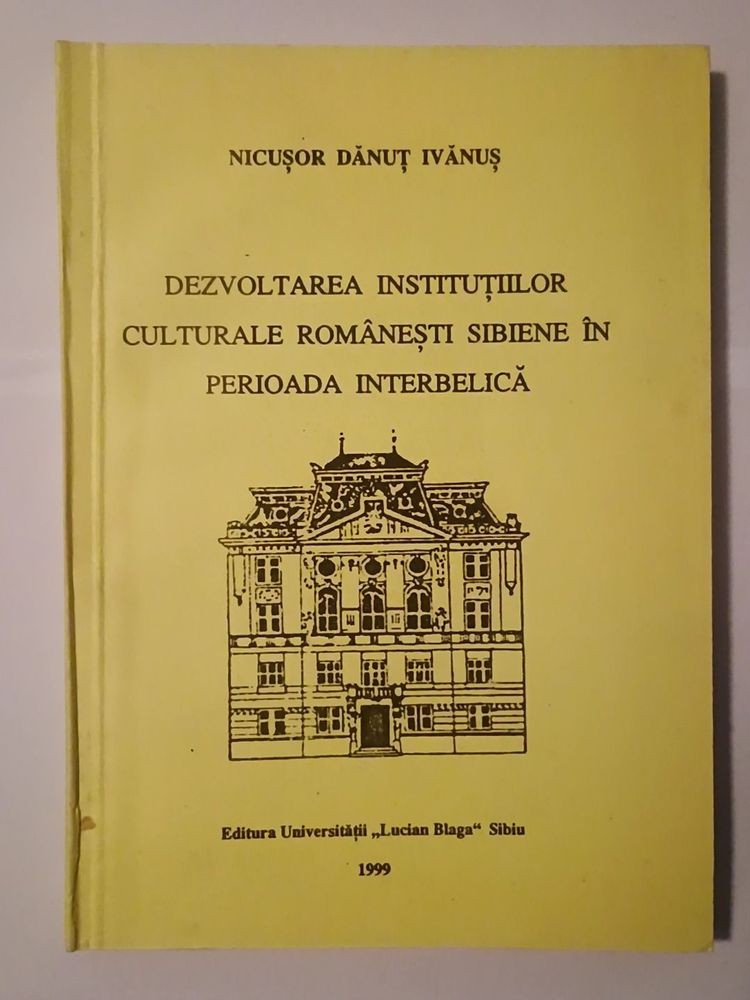 NICUȘOR DĂNUȚ IVĂNUȘ
DEZVOLTAREA INSTITUȚIILOR
CULTURALE ROMÂNEȘTI SIBIENE ÎN
PERIOADA INTERBELICĂ
Editura Universității „Lucian Blaga“ Sibiu
1999